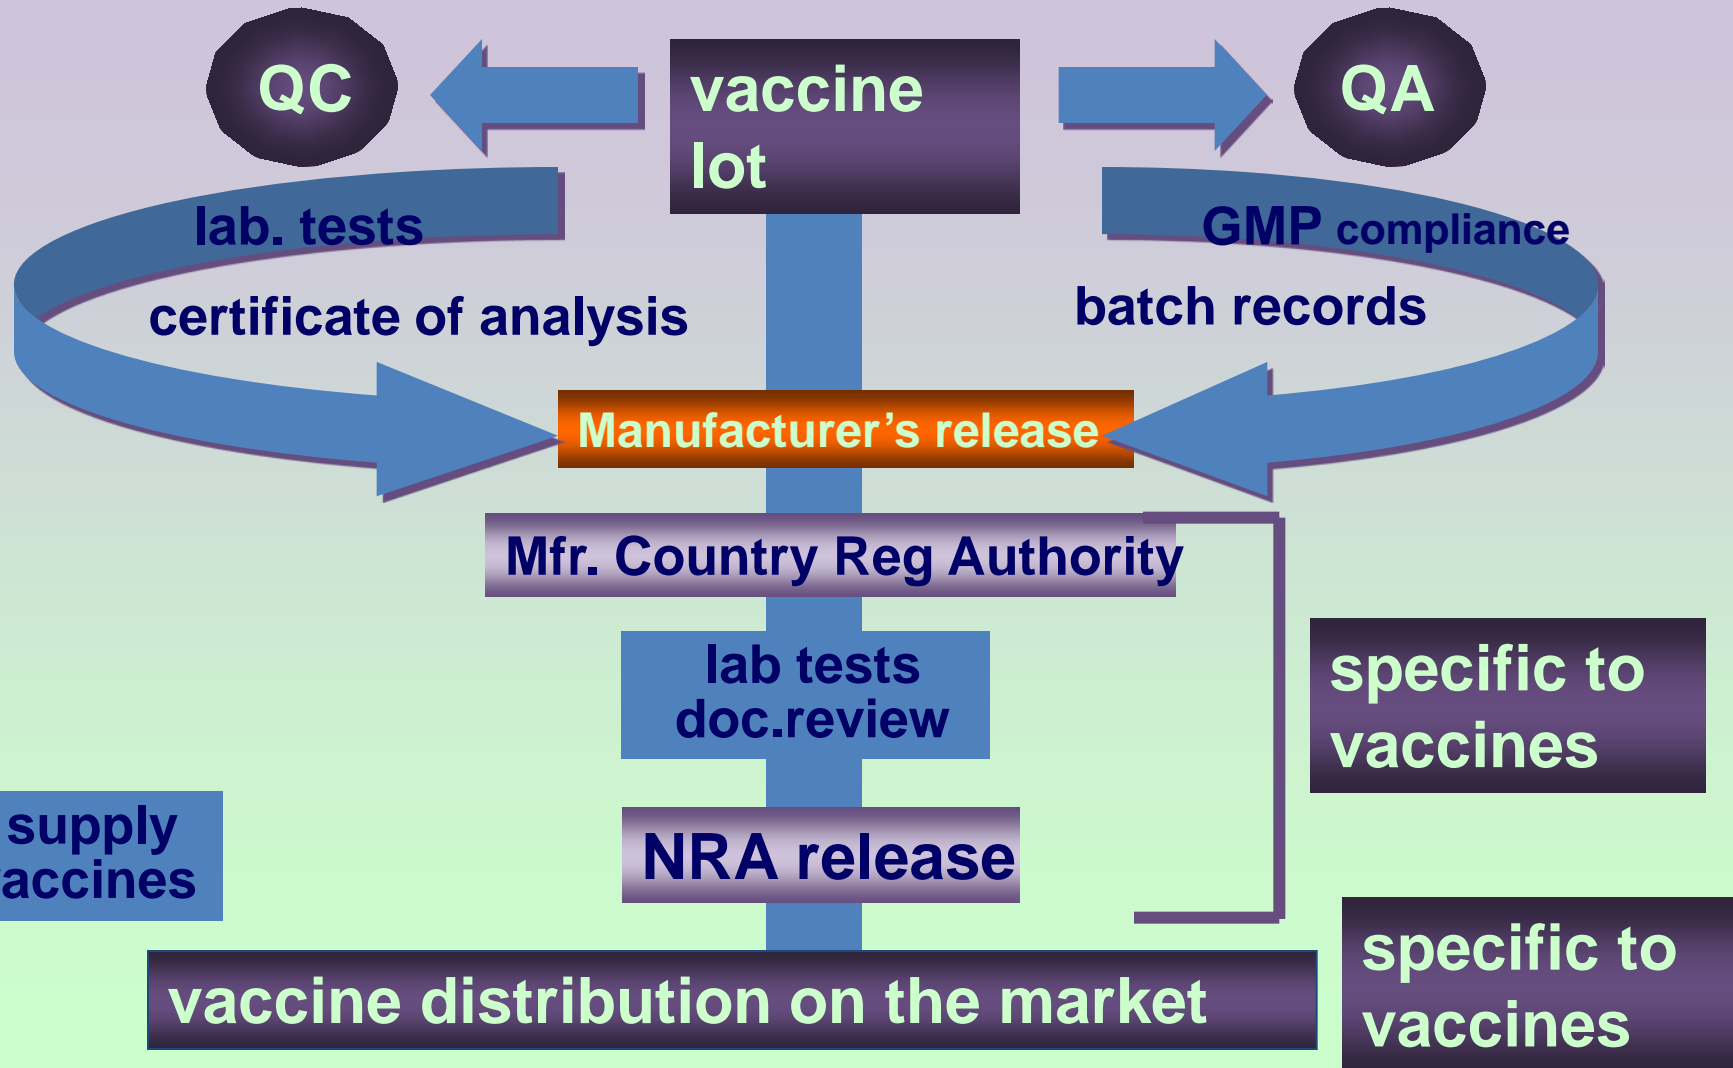 QC
vaccine
lot
QA
lab. tests
GMP compliance
certificate of analysis
batch records
Manufacturer’s release
Mfr. Country Reg Authority
lab tests
doc.review
specific to
vaccines
supply
NRA release
specific to
vaccines
vaccine distribution on the market